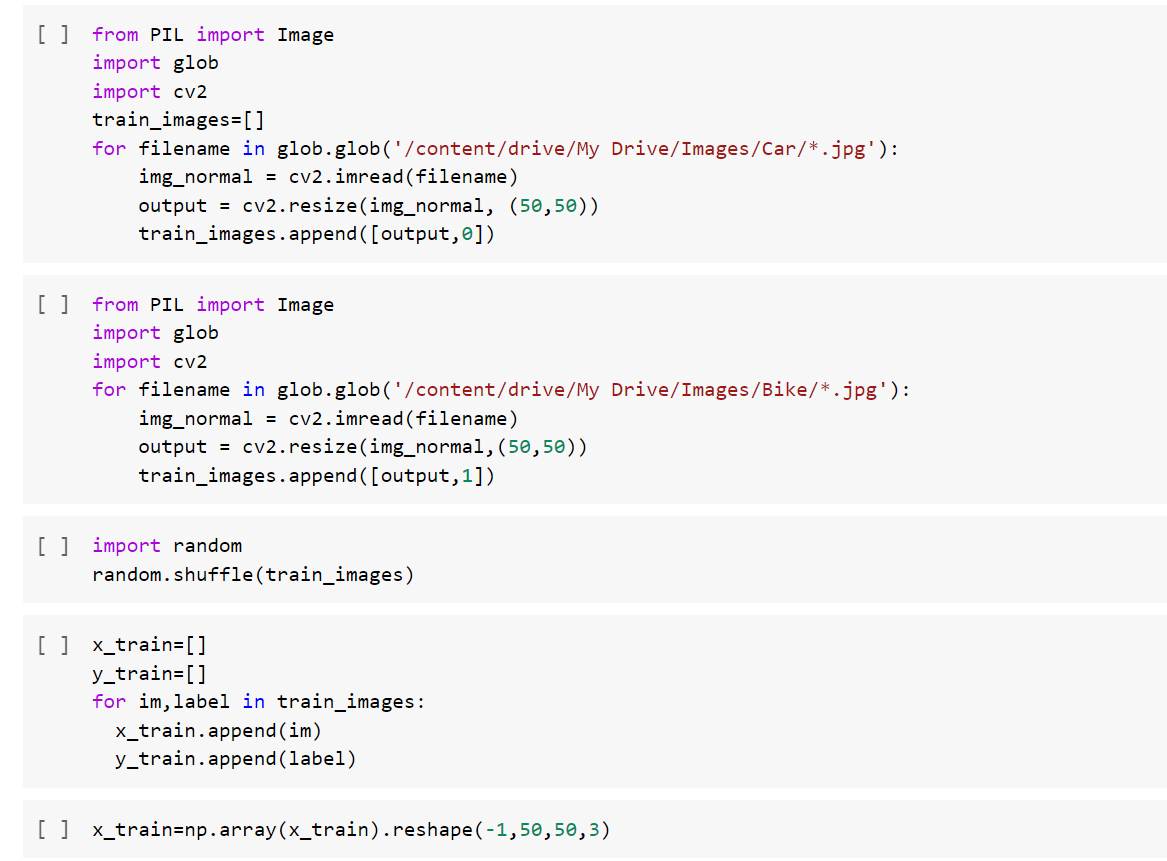 [ ] from PIL import Image
import glob
import cv2
train_images=[]
for filename in glob.glob('/content/drive/My Drive/Images/Car/*.jpg'):
    img_normal = cv2.imread(filename)
    output = cv2.resize(img_normal, (50,50))
    train_images.append([output,0])
[ ] from PIL import Image
import glob
import cv2
for filename in glob.glob('/content/drive/My Drive/Images/Bike/*.jpg'):
    img_normal = cv2.imread(filename)
    output = cv2.resize(img_normal,(50,50))
    train_images.append([output,1])
[ ] import random
random.shuffle(train_images)
[ ] x_train=[]
y_train=[]
for im,label in train_images:
  x_train.append(im)
  y_train.append(label)
[ ] x_train=np.array(x_train).reshape(-1,50,50,3)